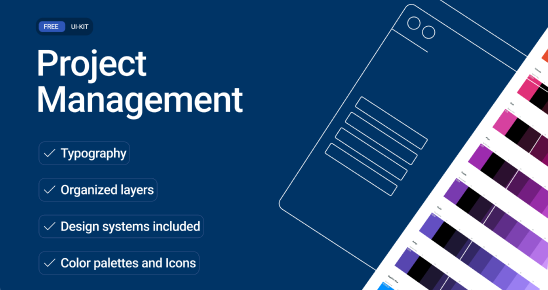 FREE UI-KIT
Project
Management
Typography
Organized layers
Design systems included
Color palettes and Icons